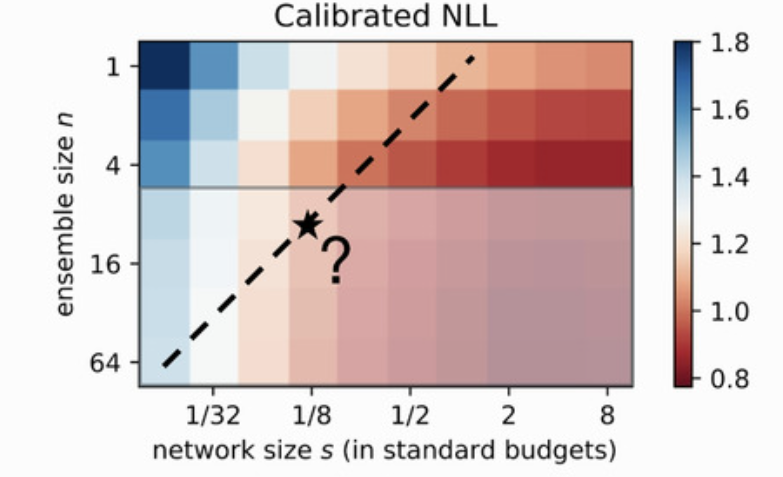 Calibrated NLL
ensemble size n
1
4
16
64
?
1/32 1/8 1/2 2 8
network size s (in standard budgets)
1.8
1.6
1.4
1.2
1.0
0.8